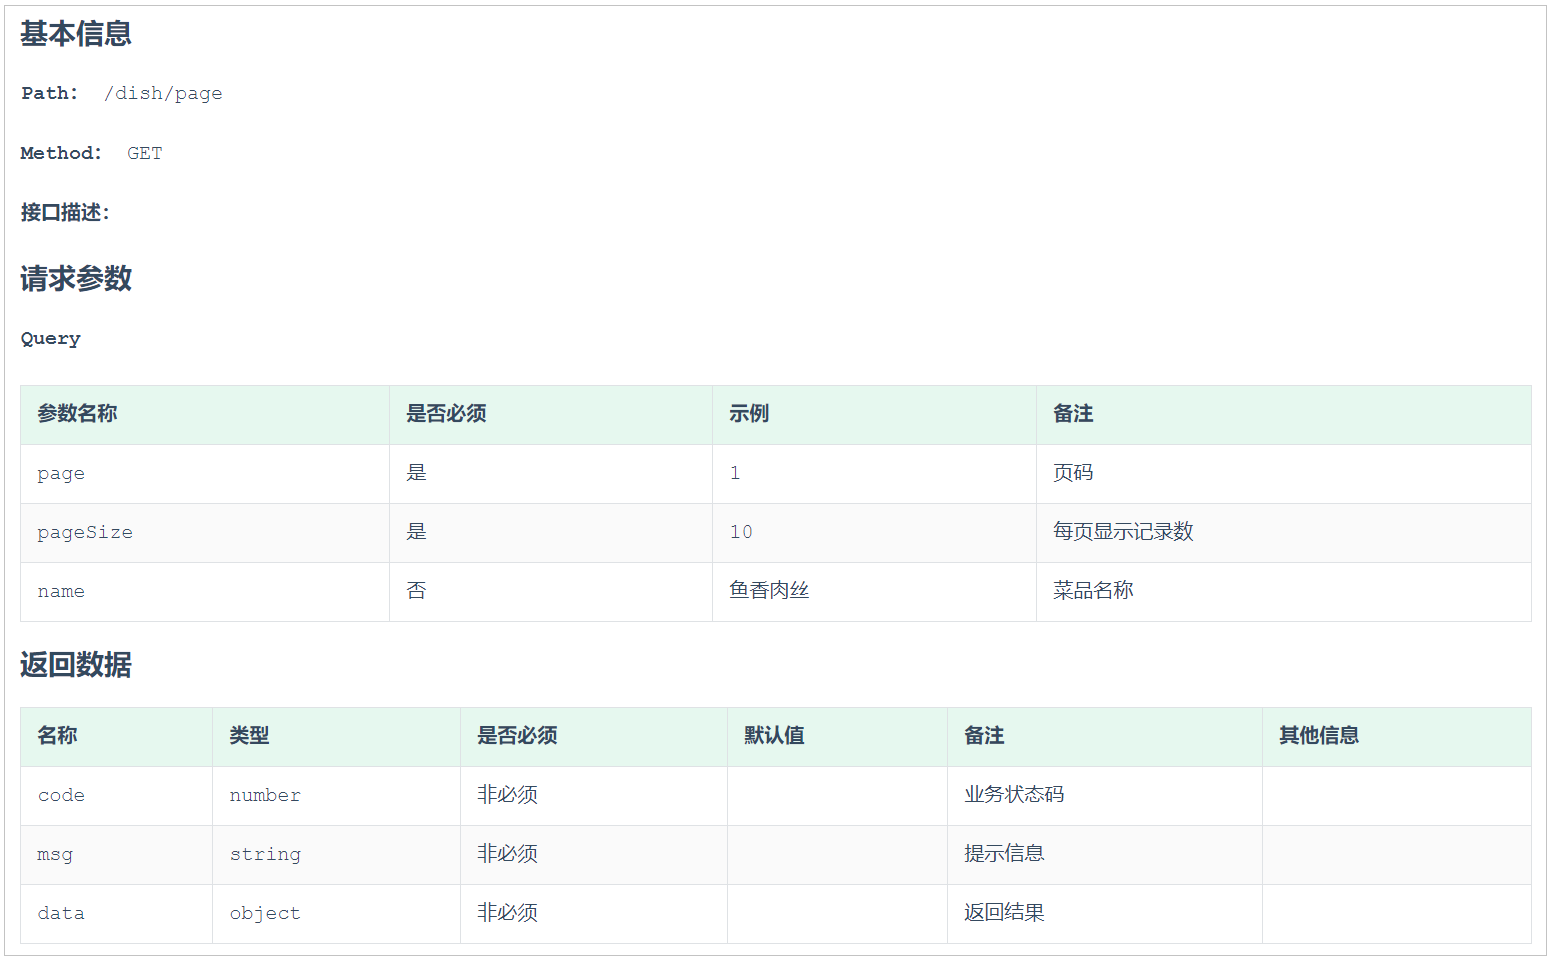 基本信息
Path： /dish/page
Method： GET
接口描述：
请求参数
Query
参数名称 是否必须 示例 备注
page 是 1 页码
pageSize 是 10 每页显示记录数
name 否 鱼香肉丝 菜品名称
返回数据
名称 类型 是否必须 默认值 备注 其他信息
code number 非必须 业务状态码
msg string 非必须 提示信息
data object 非必须 返回结果